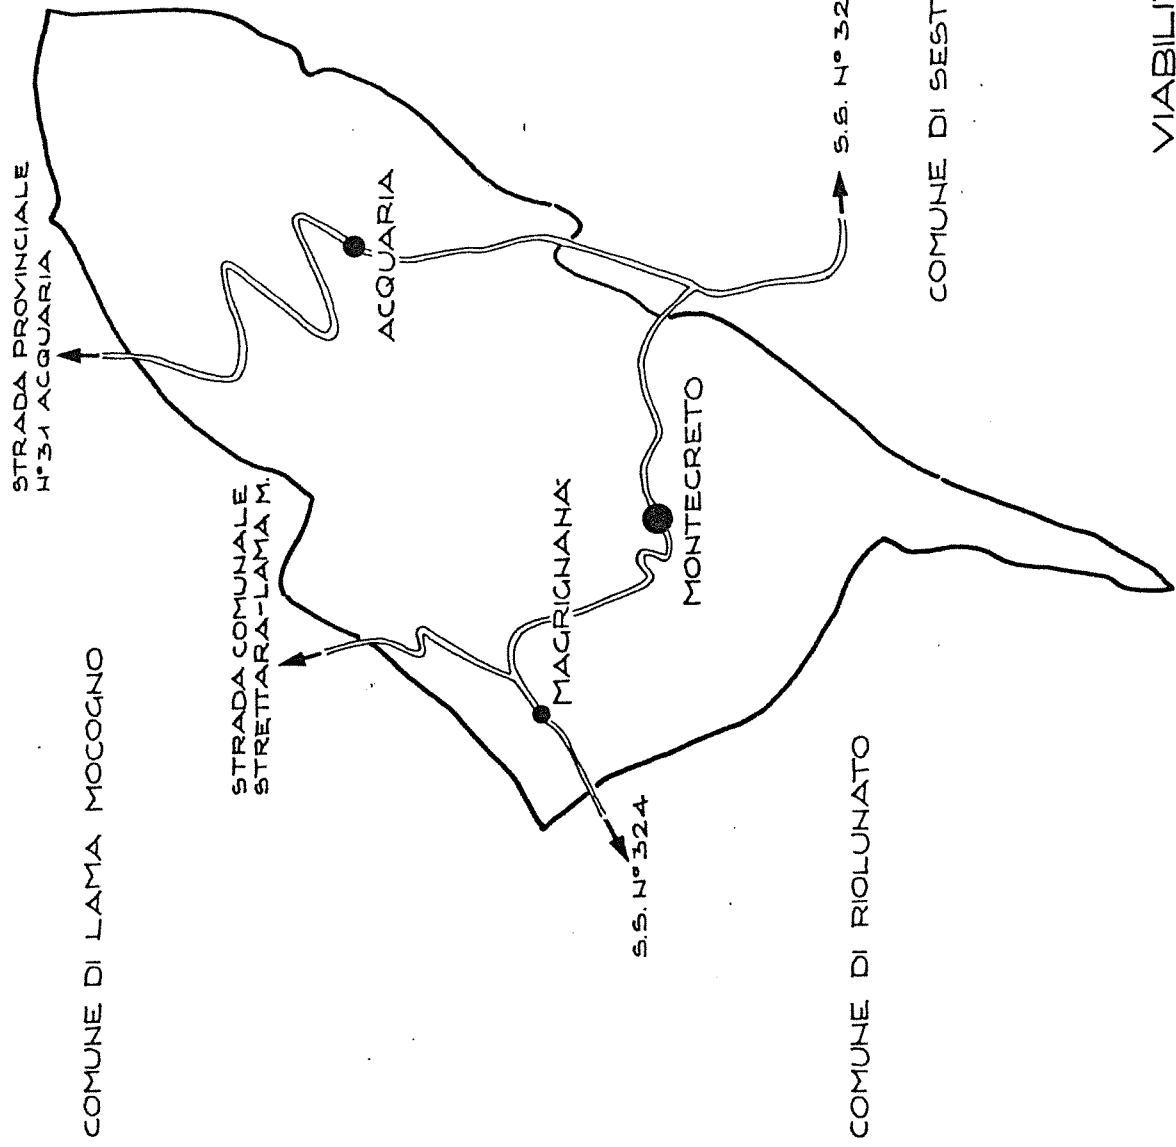 COMUNE DI LAMA MOCOGNO
STRADA PROVINCIALE
N°31 ACQUARIA
STRADA COMUNALE
STRETTARA-LAMA M.
ACQUARIA
MAGRIGNANA
MONTECRETO
S.S. N° 324
S.S. N° 32
COMUNE DI RIOLUNATO
COMUNE DI SEST
VIABILI